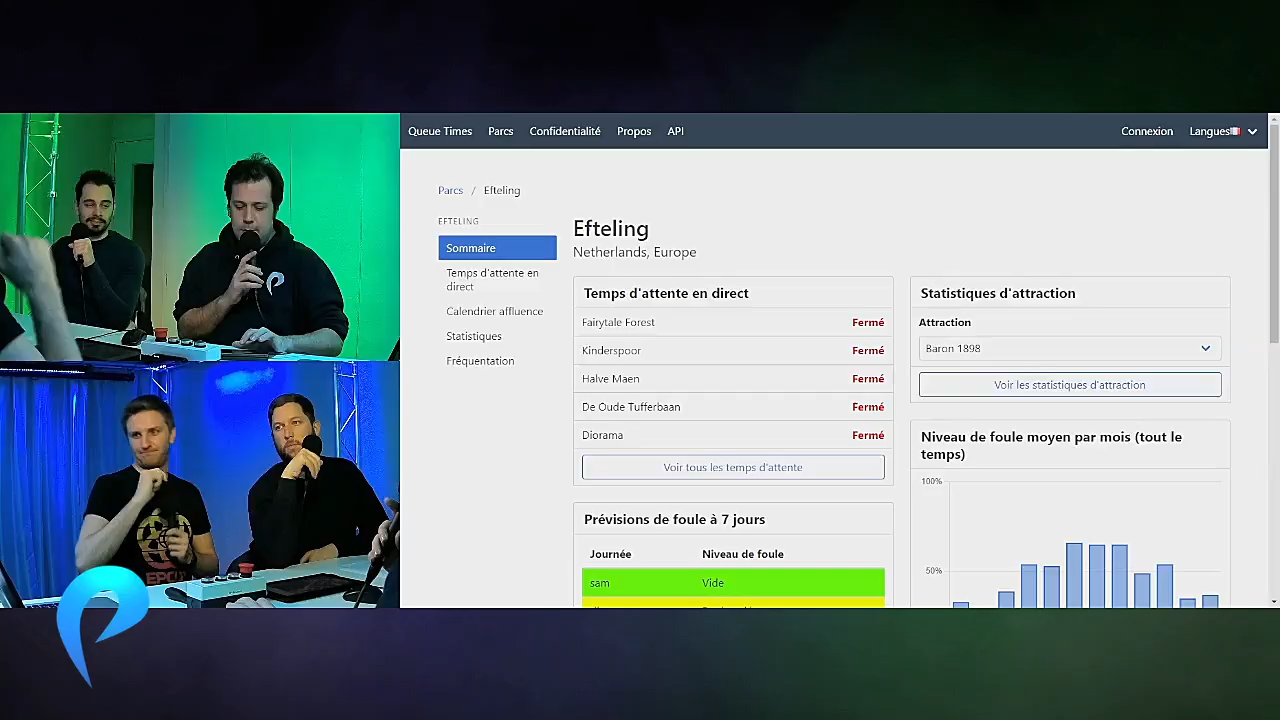 Queue Times Parcs Confidentialité Propos API Connexion Langues
Parcs / Efteling
EFTELING
Sommaire
Temps d'attente en
direct
Calendrier affluence
Statistiques
Fréquentation
Efteling
Netherlands, Europe
Temps d'attente en direct
Fairytale Forest Fermé
Kinderspoor Fermé
Halve Maen Fermé
De Oude Tufferbaan Fermé
Diorama Fermé
Voir tous les temps d'attente
Prévisions de foule à 7 jours
Journée Niveau de foule
sam Vide
Statistiques d'attraction
Attraction
Baron 1898
Voir les statistiques d'attraction
Niveau de foule moyen par mois (tout le
temps)
100%
50%
EPCOT